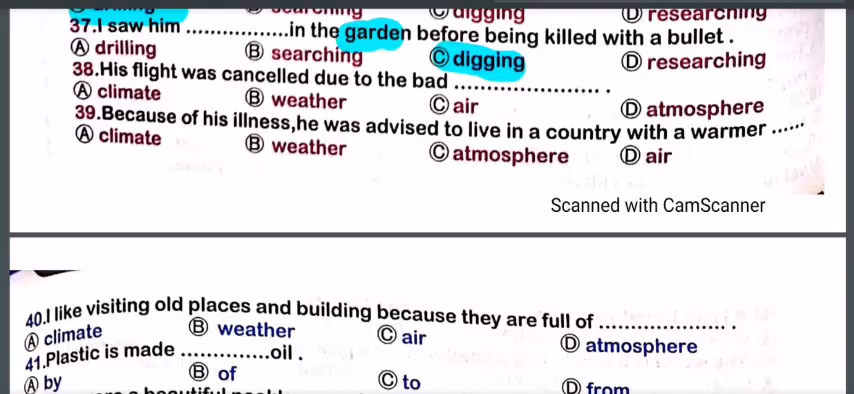 Ⓒ digging Ⓓ researching
37.I saw him .................in the garden before being killed with a bullet .
Ⓐ drilling Ⓑ searching Ⓒ digging Ⓓ researching
38.His flight was cancelled due to the bad ....................... .
Ⓐ climate Ⓑ weather Ⓒ air Ⓓ atmosphere
39.Because of his illness,he was advised to live in a country with a warmer ......
Ⓐ climate Ⓑ weather Ⓒ atmosphere Ⓓ air
Scanned with CamScanner
40.I like visiting old places and building because they are full of ..................... .
Ⓐ climate Ⓑ weather Ⓒ air Ⓓ atmosphere
41.Plastic is made ...............oil .
Ⓐ by Ⓑ of Ⓒ to Ⓓ from
a beautiful